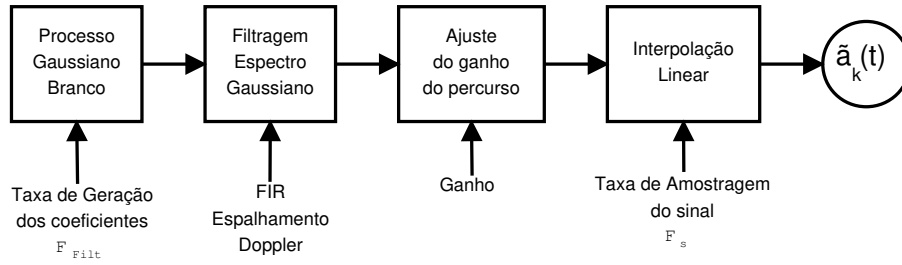 Processo
Gaussiano
Branco
Filtragem
Espectro
Gaussiano
Ajuste
do ganho
do percurso
Interpolação
Linear
ã_k(t)
Taxa de Geração
dos coeficientes
F_Filt
FIR
Espalhamento
Doppler
Ganho
Taxa de Amostragem
do sinal
F_s